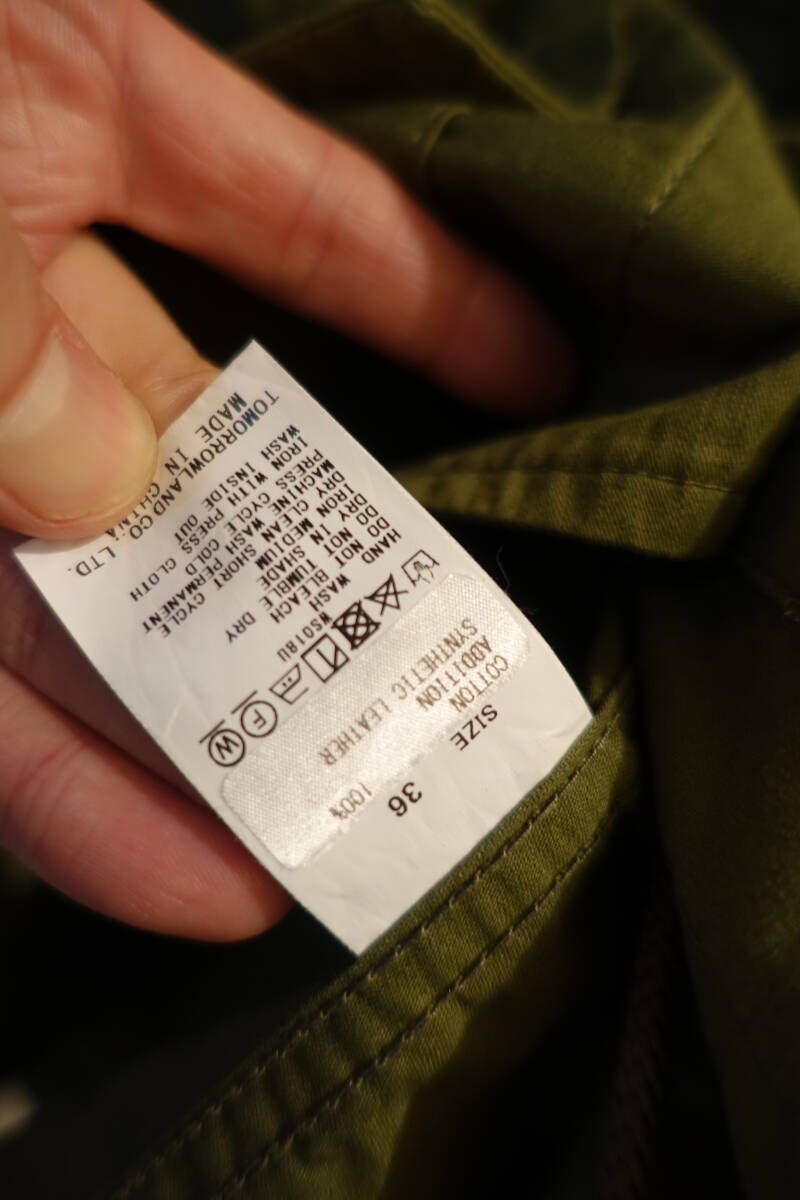 SIZE 36
COTTON 100%
ADDITION
SYNTHETIC LEATHER
F W
WS018U
HAND WASH
DO NOT BLEACH
DO NOT TUMBLE DRY
DRY IN SHADE
IRON MEDIUM
DRY CLEAN SHORT CYCLE
MACHINE WASH PERMANENT
PRESS CYCLE COLD
IRON WITH PRESS CLOTH
WASH INSIDE OUT
MADE IN CHINA
TOMORROWLAND CO., LTD.